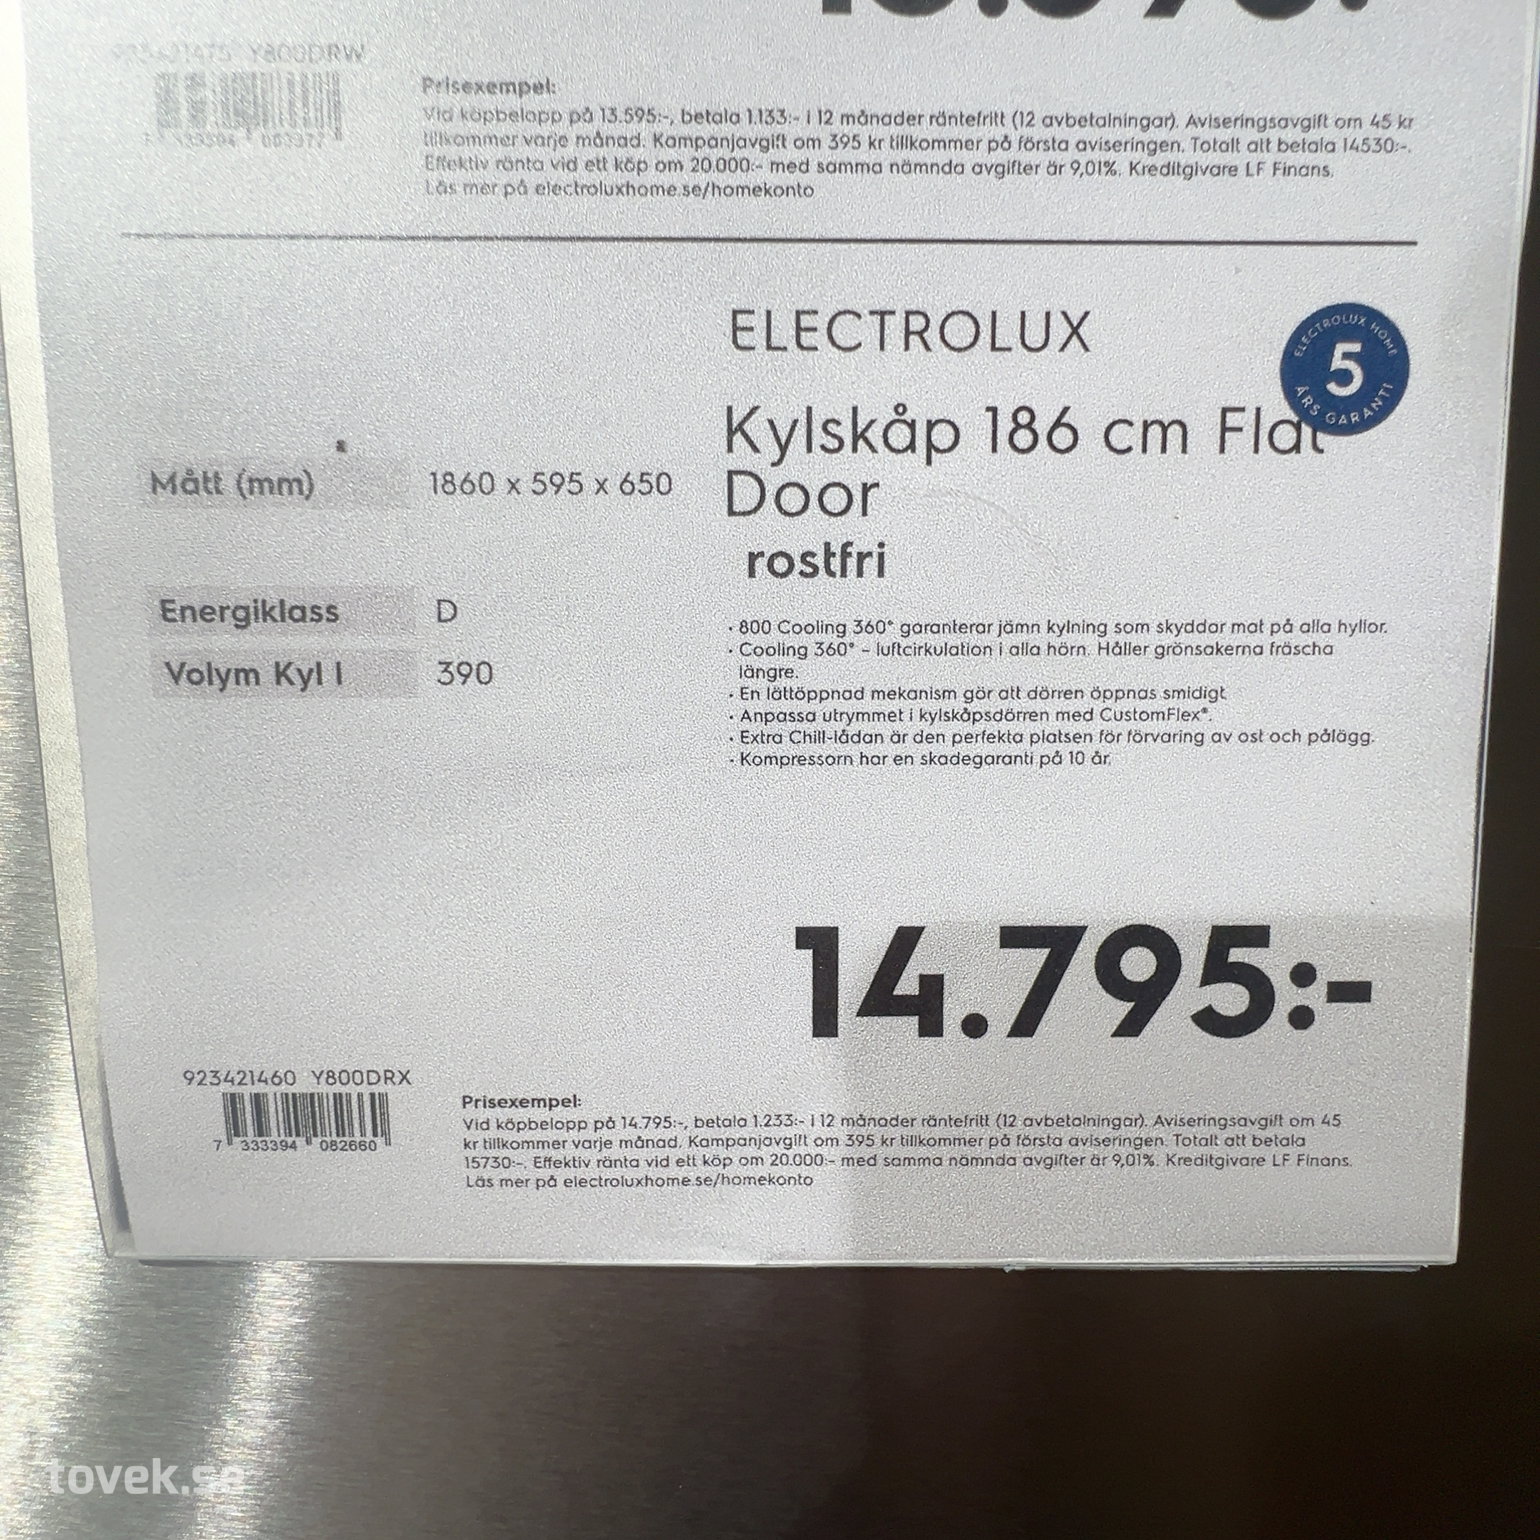 Y800DRW
Prisexempel:
Vid köpbelopp på 13.595:-, betala 1.133:- i 12 månader räntefritt (12 avbetalningar). Aviseringsavgift om 45 kr
tillkommer varje månad. Kampanjavgift om 395 kr tillkommer på första aviseringen. Totalt att betala 14530:-.
Effektiv ränta vid ett köp om 20.000:- med samma nämnda avgifter är 9,01%. Kreditgivare LF Finans.
Läs mer på electroluxhome.se/homekonto
ELECTROLUX
ELECTROLUX HOME
5
ÅRS GARANTI
Kylskåp 186 cm Flat
Door
rostfri
Mått (mm) 1860 x 595 x 650
Energiklass D
Volym Kyl l 390
· 800 Cooling 360° garanterar jämn kylning som skyddar mat på alla hyllor.
· Cooling 360° – luftcirkulation i alla hörn. Håller grönsakerna fräscha
längre.
· En lättöppnad mekanism gör att dörren öppnas smidigt
· Anpassa utrymmet i kylskåpsdörren med CustomFlex®.
· Extra Chill-lådan är den perfekta platsen för förvaring av ost och pålägg.
· Kompressorn har en skadegaranti på 10 år.
14.795:-
923421460 Y800DRX
7 333394 082660
Prisexempel:
Vid köpbelopp på 14.795:-, betala 1.233:- i 12 månader räntefritt (12 avbetalningar). Aviseringsavgift om 45
kr tillkommer varje månad. Kampanjavgift om 395 kr tillkommer på första aviseringen. Totalt att betala
15730:-. Effektiv ränta vid ett köp om 20.000:- med samma nämnda avgifter är 9,01%. Kreditgivare LF Finans.
Läs mer på electroluxhome.se/homekonto
tovek.se